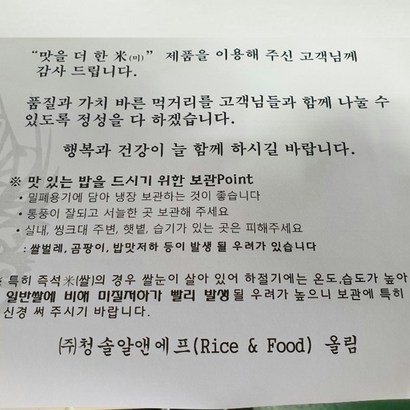 “맛을 더 한 米(미)” 제품을 이용해 주신 고객님께
감사 드립니다.
품질과 가치 바른 먹거리를 고객님들과 함께 나눌 수
있도록 정성을 다 하겠습니다.
행복과 건강이 늘 함께 하시길 바랍니다.
※ 맛 있는 밥을 드시기 위한 보관Point
• 밀폐용기에 담아 냉장 보관하는 것이 좋습니다
• 통풍이 잘되고 서늘한 곳 보관해 주세요
• 실내, 씽크대 주변, 햇볕, 습기가 있는 곳은 피해주세요
: 쌀벌레, 곰팡이, 밥맛저하 등이 발생 될 우려가 있습니다
특히 즉석米(쌀)의 경우 쌀눈이 살아 있어 하절기에는 온도,습도가 높아
일반쌀에 비해 미질저하가 빨리 발생될 우려가 높으니 보관에 특히
신경 써 주시기 바랍니다.
㈜청솔알앤에프(Rice & Food) 올림